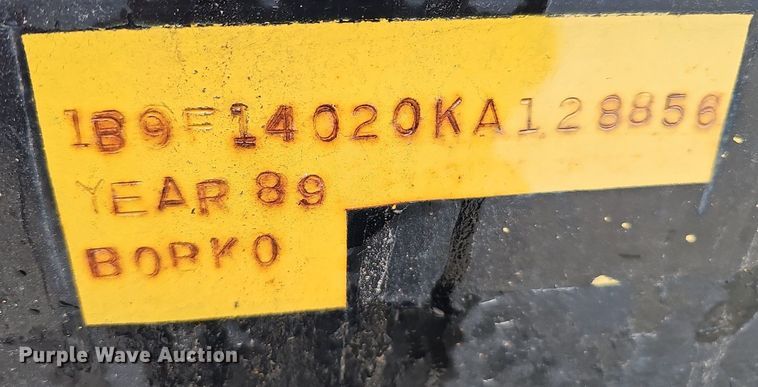 1B9F14020KA128856
YEAR 89
BORKO
Purple Wave Auction